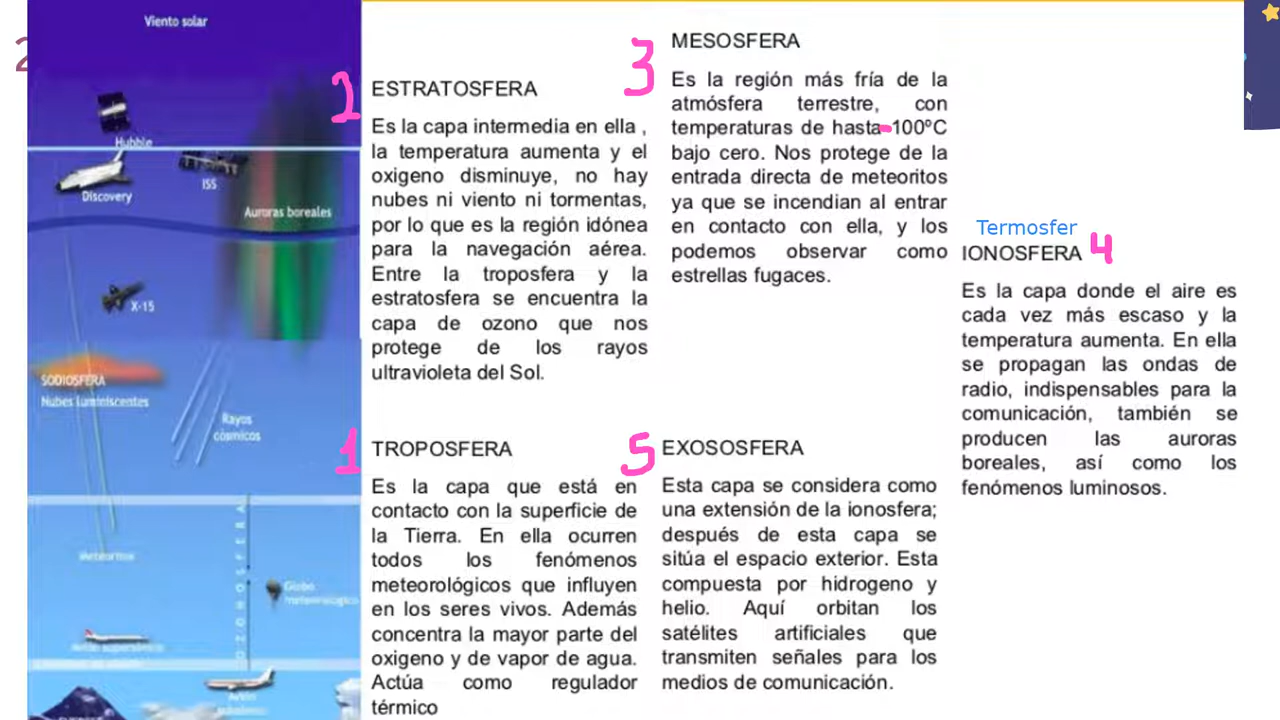 2
Viento solar
Hubble
Discovery
ISS
Auroras boreales
X-15
SODIOSFERA
Nubes luminiscentes
Rayos
cósmicos
Meteoritos
OZONOSFERA
Globo
meteorológico
Avión supersónico
Avión
2
ESTRATOSFERA
Es la capa intermedia en ella ,
la temperatura aumenta y el
oxigeno disminuye, no hay
nubes ni viento ni tormentas,
por lo que es la región idónea
para la navegación aérea.
Entre la troposfera y la
estratosfera se encuentra la
capa de ozono que nos
protege de los rayos
ultravioleta del Sol.
1
TROPOSFERA
Es la capa que está en
contacto con la superficie de
la Tierra. En ella ocurren
todos los fenómenos
meteorológicos que influyen
en los seres vivos. Además
concentra la mayor parte del
oxigeno y de vapor de agua.
Actúa como regulador
térmico
3
MESOSFERA
Es la región más fría de la
atmósfera terrestre, con
temperaturas de hasta-100ºC
bajo cero. Nos protege de la
entrada directa de meteoritos
ya que se incendian al entrar
en contacto con ella, y los
podemos observar como
estrellas fugaces.
5
EXOSOSFERA
Esta capa se considera como
una extensión de la ionosfera;
después de esta capa se
sitúa el espacio exterior. Esta
compuesta por hidrogeno y
helio. Aquí orbitan los
satélites artificiales que
transmiten señales para los
medios de comunicación.
Termosfer
IONOSFERA 4
Es la capa donde el aire es
cada vez más escaso y la
temperatura aumenta. En ella
se propagan las ondas de
radio, indispensables para la
comunicación, también se
producen las auroras
boreales, así como los
fenómenos luminosos.